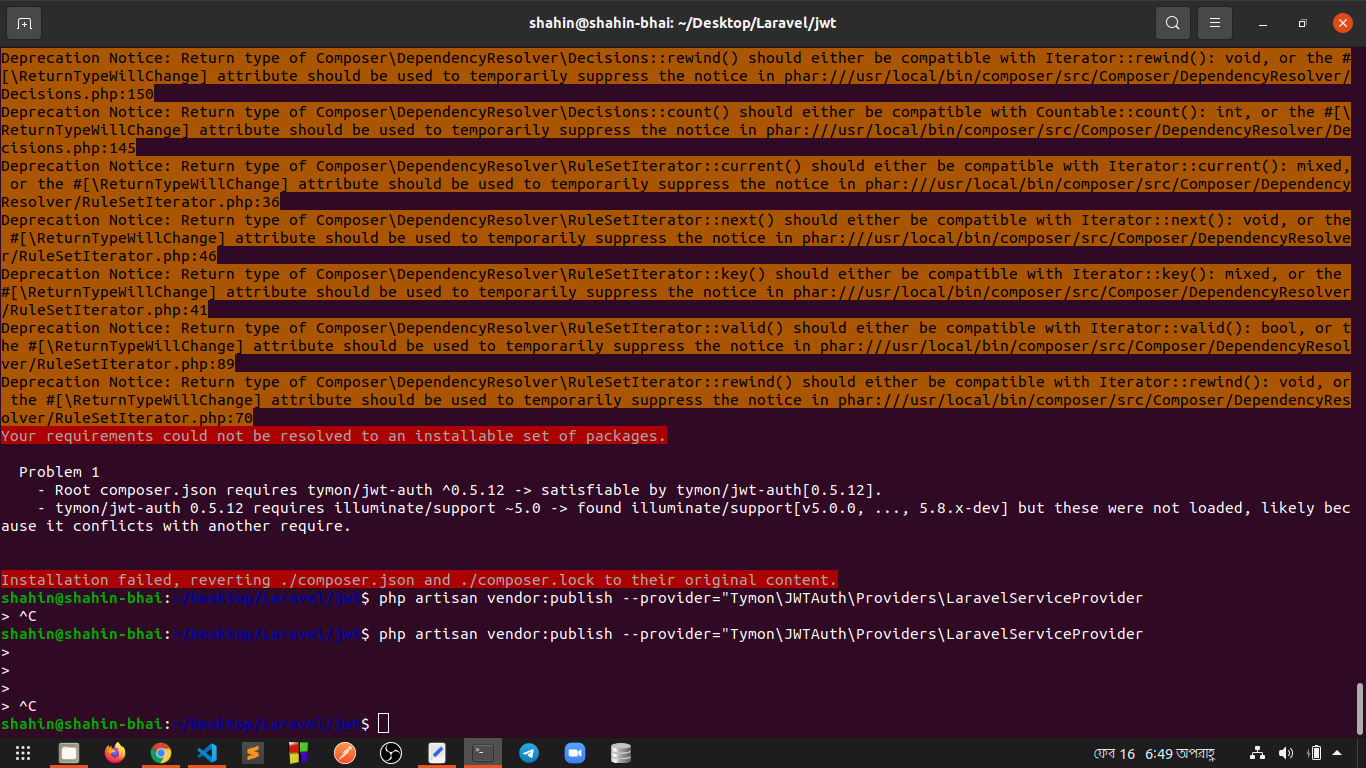 shahin@shahin-bhai: ~/Desktop/Laravel/jwt
Deprecation Notice: Return type of Composer\DependencyResolver\Decisions::rewind() should either be compatible with Iterator::rewind(): void, or the #
[\ReturnTypeWillChange] attribute should be used to temporarily suppress the notice in phar:///usr/local/bin/composer/src/Composer/DependencyResolver/
Decisions.php:150
Deprecation Notice: Return type of Composer\DependencyResolver\Decisions::count() should either be compatible with Countable::count(): int, or the #[\
ReturnTypeWillChange] attribute should be used to temporarily suppress the notice in phar:///usr/local/bin/composer/src/Composer/DependencyResolver/De
cisions.php:145
Deprecation Notice: Return type of Composer\DependencyResolver\RuleSetIterator::current() should either be compatible with Iterator::current(): mixed,
 or the #[\ReturnTypeWillChange] attribute should be used to temporarily suppress the notice in phar:///usr/local/bin/composer/src/Composer/Dependency
Resolver/RuleSetIterator.php:36
Deprecation Notice: Return type of Composer\DependencyResolver\RuleSetIterator::next() should either be compatible with Iterator::next(): void, or the
 #[\ReturnTypeWillChange] attribute should be used to temporarily suppress the notice in phar:///usr/local/bin/composer/src/Composer/DependencyResolve
r/RuleSetIterator.php:46
Deprecation Notice: Return type of Composer\DependencyResolver\RuleSetIterator::key() should either be compatible with Iterator::key(): mixed, or the
#[\ReturnTypeWillChange] attribute should be used to temporarily suppress the notice in phar:///usr/local/bin/composer/src/Composer/DependencyResolver
/RuleSetIterator.php:41
Deprecation Notice: Return type of Composer\DependencyResolver\RuleSetIterator::valid() should either be compatible with Iterator::valid(): bool, or t
he #[\ReturnTypeWillChange] attribute should be used to temporarily suppress the notice in phar:///usr/local/bin/composer/src/Composer/DependencyResol
ver/RuleSetIterator.php:89
Deprecation Notice: Return type of Composer\DependencyResolver\RuleSetIterator::rewind() should either be compatible with Iterator::rewind(): void, or
 the #[\ReturnTypeWillChange] attribute should be used to temporarily suppress the notice in phar:///usr/local/bin/composer/src/Composer/DependencyRes
olver/RuleSetIterator.php:70
Your requirements could not be resolved to an installable set of packages.
  Problem 1
    - Root composer.json requires tymon/jwt-auth ^0.5.12 -> satisfiable by tymon/jwt-auth[0.5.12].
    - tymon/jwt-auth 0.5.12 requires illuminate/support ~5.0 -> found illuminate/support[v5.0.0, ..., 5.8.x-dev] but these were not loaded, likely bec
ause it conflicts with another require.
Installation failed, reverting ./composer.json and ./composer.lock to their original content.
shahin@shahin-bhai:~/Desktop/Laravel/jwt$ php artisan vendor:publish --provider="Tymon\JWTAuth\Providers\LaravelServiceProvider
> ^C
shahin@shahin-bhai:~/Desktop/Laravel/jwt$ php artisan vendor:publish --provider="Tymon\JWTAuth\Providers\LaravelServiceProvider
>
>
>
> ^C
shahin@shahin-bhai:~/Desktop/Laravel/jwt$
ফেব 16 6:49 অপরাহ্ণ